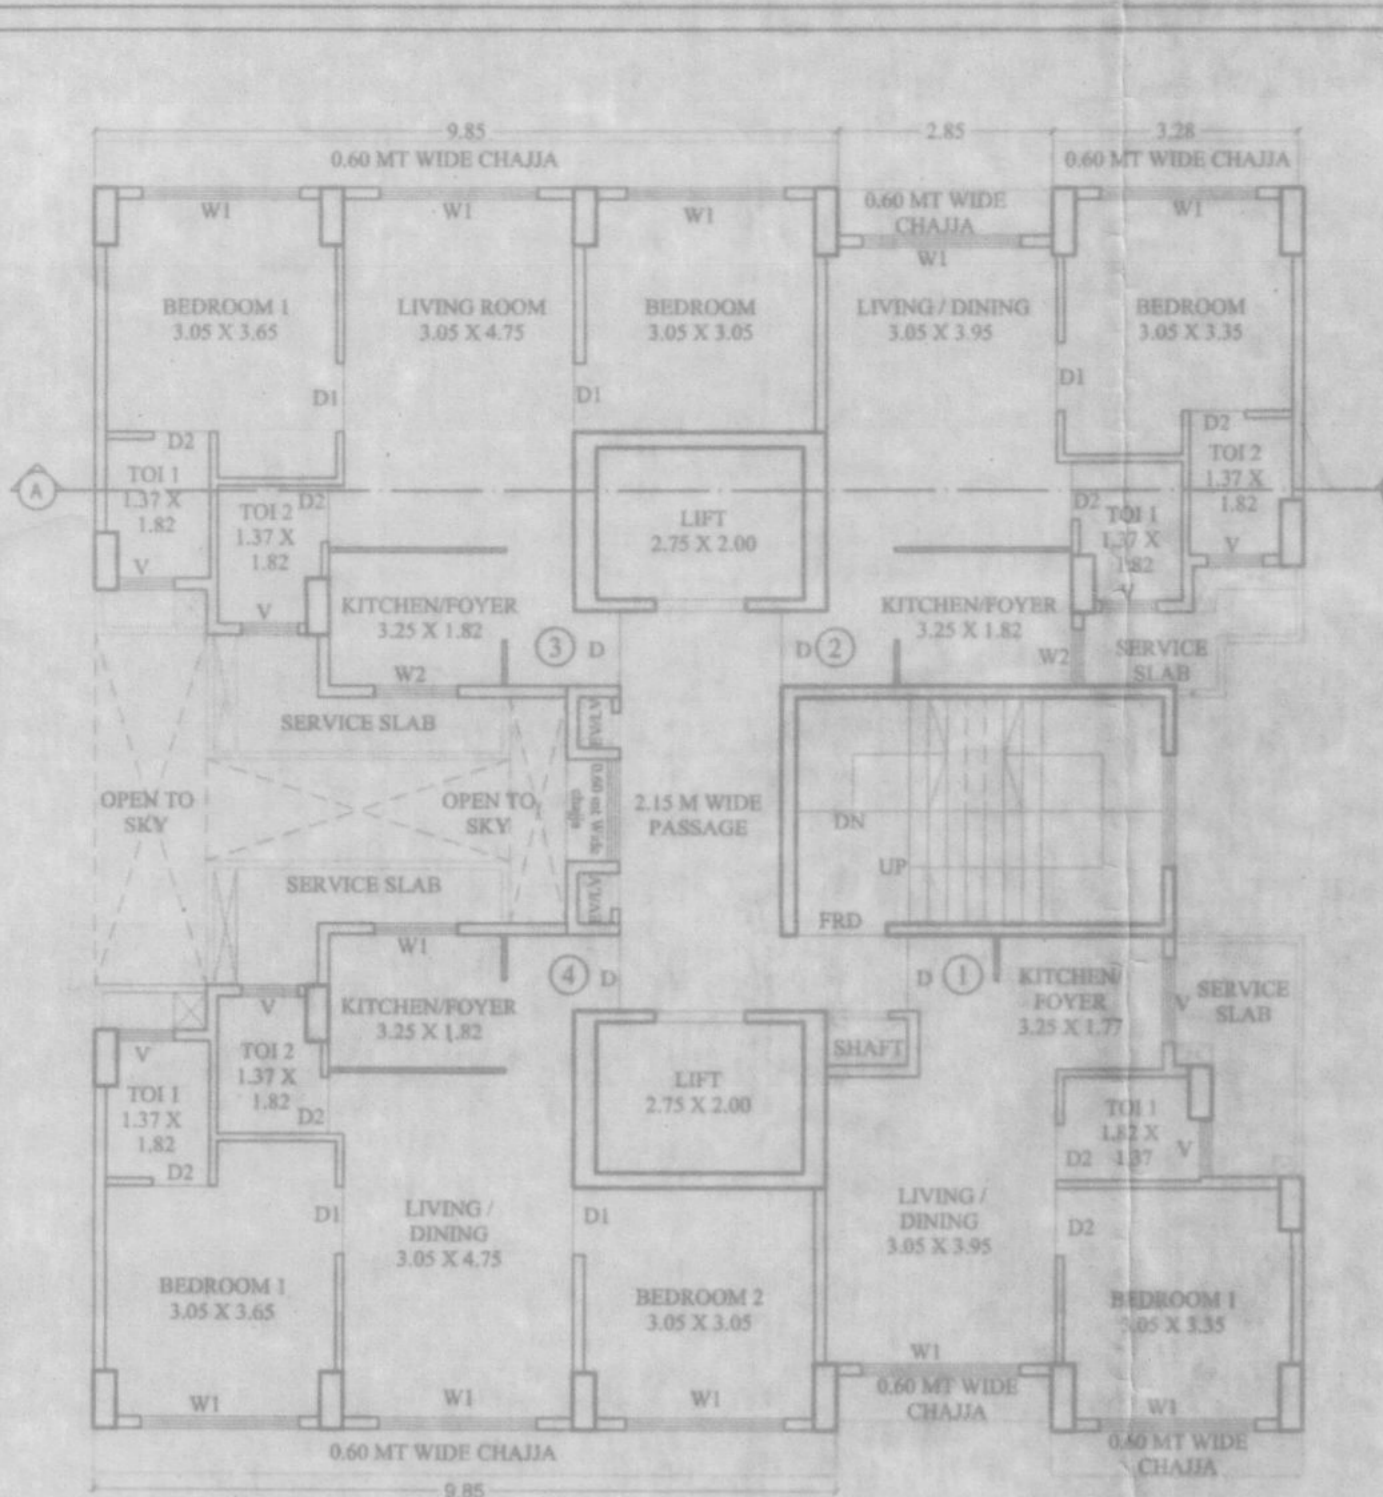 9.85
2.85
3.28
0.60 MT WIDE CHAJJA
0.60 MT WIDE CHAJJA
0.60 MT WIDE
CHAJJA
W1
W1
W1
W1
W1
BEDROOM 1
3.05 X 3.65
LIVING ROOM
3.05 X 4.75
BEDROOM
3.05 X 3.05
LIVING / DINING
3.05 X 3.95
BEDROOM
3.05 X 3.35
D1
D1
D1
D2
D2
TOI 1
1.37 X
1.82
TOI 2
1.37 X
1.82
A
D2
TOI 2
1.37 X
1.82
LIFT
2.75 X 2.00
D2
TOI 1
1.37 X
1.82
V
V
V
V
KITCHEN/FOYER
3.25 X 1.82
KITCHEN/FOYER
3.25 X 1.82
3
D
D
2
W2
W2
SERVICE
SLAB
SERVICE SLAB
OPEN TO
SKY
OPEN TO
SKY
0.60 mt Wide
chajja
2.15 M WIDE
PASSAGE
DN
UP
SERVICE SLAB
FRD
W1
4
D
D
1
KITCHEN/FOYER
3.25 X 1.82
KITCHEN/
FOYER
3.25 X 1.77
V
SERVICE
SLAB
V
V
TOI 2
1.37 X
1.82
D2
SHAFT
TOI 1
1.37 X
1.82
D2
LIFT
2.75 X 2.00
TOI 1
1.82 X
1.37
D2
V
D1
LIVING /
DINING
3.05 X 4.75
D1
LIVING /
DINING
3.05 X 3.95
D2
BEDROOM 1
3.05 X 3.65
BEDROOM 2
3.05 X 3.05
BEDROOM 1
3.05 X 3.35
W1
W1
W1
W1
0.60 MT WIDE
CHAJJA
W1
0.60 MT WIDE CHAJJA
0.60 MT WIDE
CHAJJA
9.85